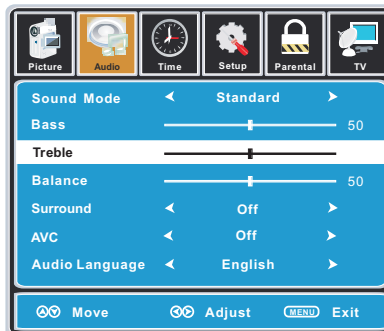 Picture Audio Time Setup Parental TV
Sound Mode Standard
Bass 50
Treble
Balance 50
Surround Off
AVC Off
Audio Language English
Move Adjust MENU Exit